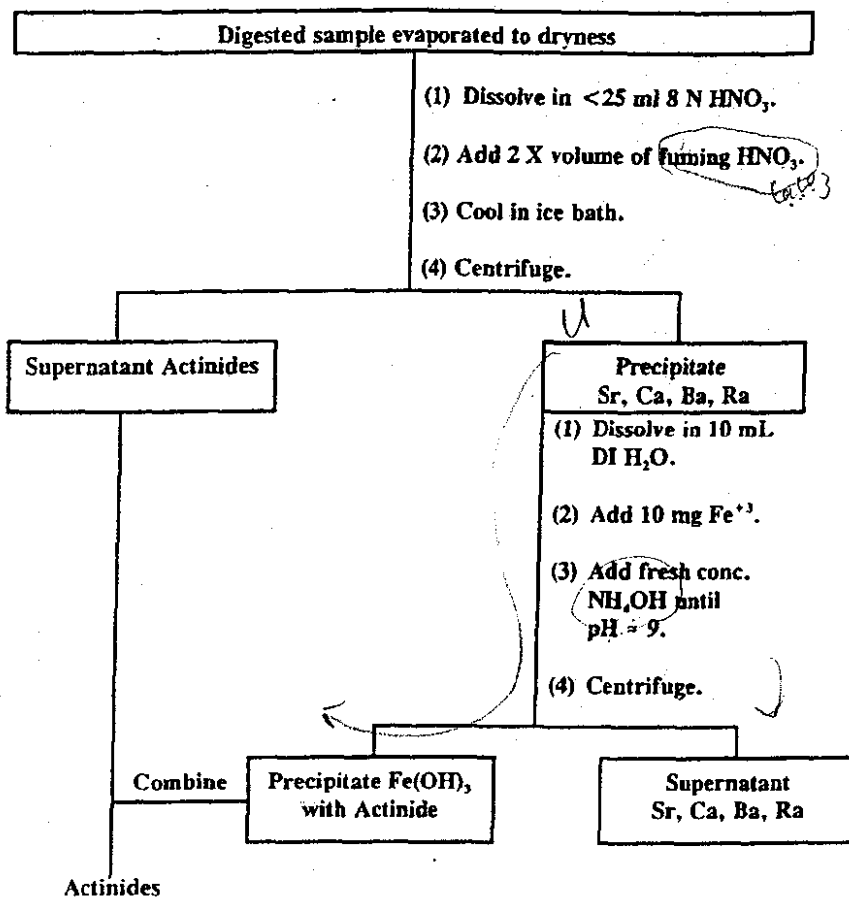 Digested sample evaporated to dryness
(1) Dissolve in <25 ml 8 N HNO₃.
(2) Add 2 X volume of fuming HNO₃.
(3) Cool in ice bath.
(4) Centrifuge.
U
Supernatant Actinides
Precipitate
Sr, Ca, Ba, Ra
(1) Dissolve in 10 mL
DI H₂O.
(2) Add 10 mg Fe⁺³.
(3) Add fresh conc.
NH₄OH until
pH ≈ 9.
(4) Centrifuge.
Combine
Precipitate Fe(OH)₃
with Actinide
Supernatant
Sr, Ca, Ba, Ra
Actinides